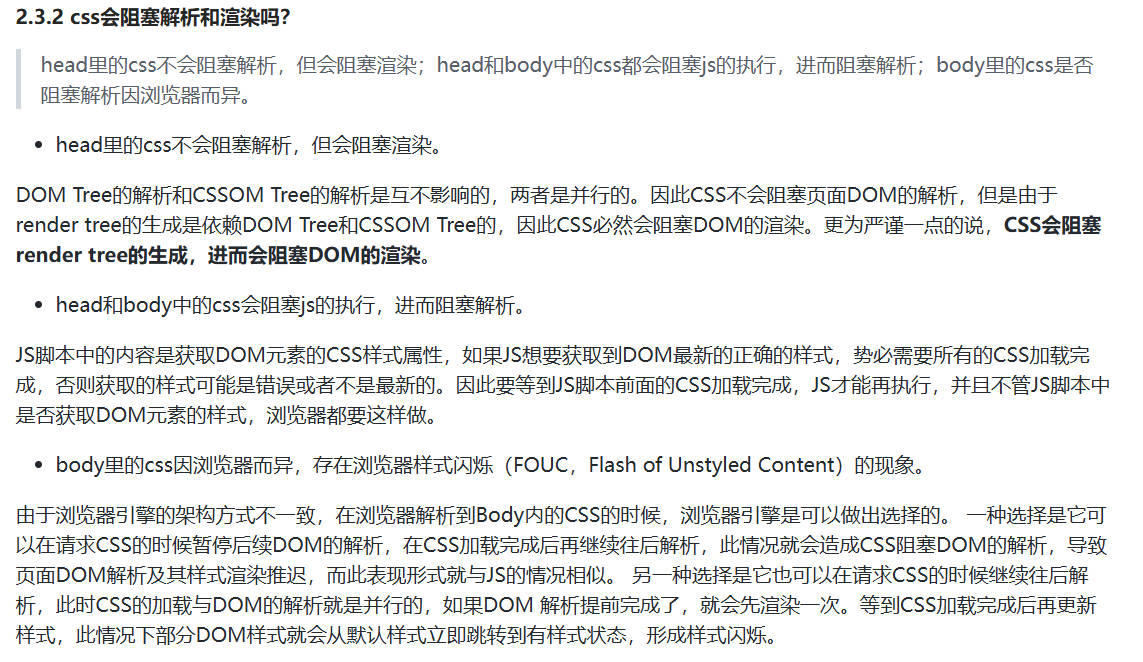 2.3.2 css会阻塞解析和渲染吗？
head里的css不会阻塞解析，但会阻塞渲染；head和body中的css都会阻塞js的执行，进而阻塞解析；body里的css是否
阻塞解析因浏览器而异。
• head里的css不会阻塞解析，但会阻塞渲染。
DOM Tree的解析和CSSOM Tree的解析是互不影响的，两者是并行的。因此CSS不会阻塞页面DOM的解析，但是由于
render tree的生成是依赖DOM Tree和CSSOM Tree的，因此CSS必然会阻塞DOM的渲染。更为严谨一点的说，CSS会阻塞
render tree的生成，进而会阻塞DOM的渲染。
• head和body中的css会阻塞js的执行，进而阻塞解析。
JS脚本中的内容是获取DOM元素的CSS样式属性，如果JS想要获取到DOM最新的正确的样式，势必需要所有的CSS加载完
成，否则获取的样式可能是错误或者不是最新的。因此要等到JS脚本前面的CSS加载完成，JS才能再执行，并且不管JS脚本中
是否获取DOM元素的样式，浏览器都要这样做。
• body里的css因浏览器而异，存在浏览器样式闪烁（FOUC，Flash of Unstyled Content）的现象。
由于浏览器引擎的架构方式不一致，在浏览器解析到Body内的CSS的时候，浏览器引擎是可以做出选择的。 一种选择是它可
以在请求CSS的时候暂停后续DOM的解析，在CSS加载完成后再继续往后解析，此情况就会造成CSS阻塞DOM的解析，导致
页面DOM解析及其样式渲染推迟，而此表现形式就与JS的情况相似。 另一种选择是它也可以在请求CSS的时候继续往后解
析，此时CSS的加载与DOM的解析就是并行的，如果DOM 解析提前完成了，就会先渲染一次。等到CSS加载完成后再更新
样式，此情况下部分DOM样式就会从默认样式立即跳转到有样式状态，形成样式闪烁。